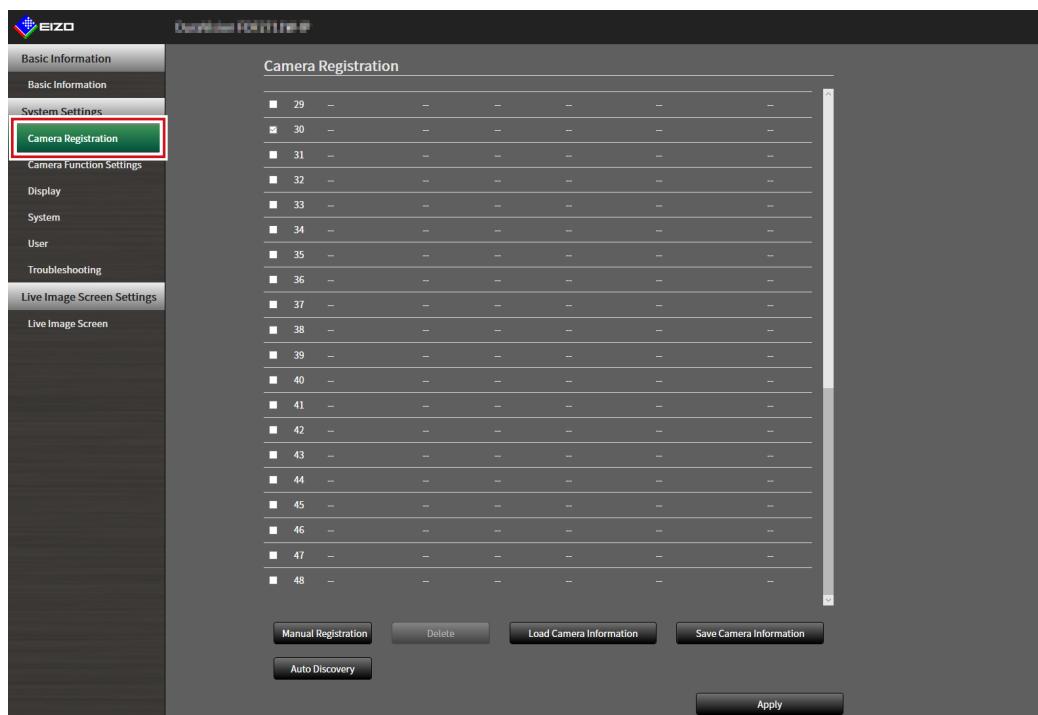 EIZO
Basic Information
Basic Information
System Settings
Camera Registration
Camera Function Settings
Display
System
User
Troubleshooting
Live Image Screen Settings
Live Image Screen
Camera Registration
29 -- -- -- -- --
30 -- -- -- -- --
31 -- -- -- -- --
32 -- -- -- -- --
33 -- -- -- -- --
34 -- -- -- -- --
35 -- -- -- -- --
36 -- -- -- -- --
37 -- -- -- -- --
38 -- -- -- -- --
39 -- -- -- -- --
40 -- -- -- -- --
41 -- -- -- -- --
42 -- -- -- -- --
43 -- -- -- -- --
44 -- -- -- -- --
45 -- -- -- -- --
46 -- -- -- -- --
47 -- -- -- -- --
48 -- -- -- -- --
Manual Registration Delete Load Camera Information Save Camera Information
Auto Discovery
Apply